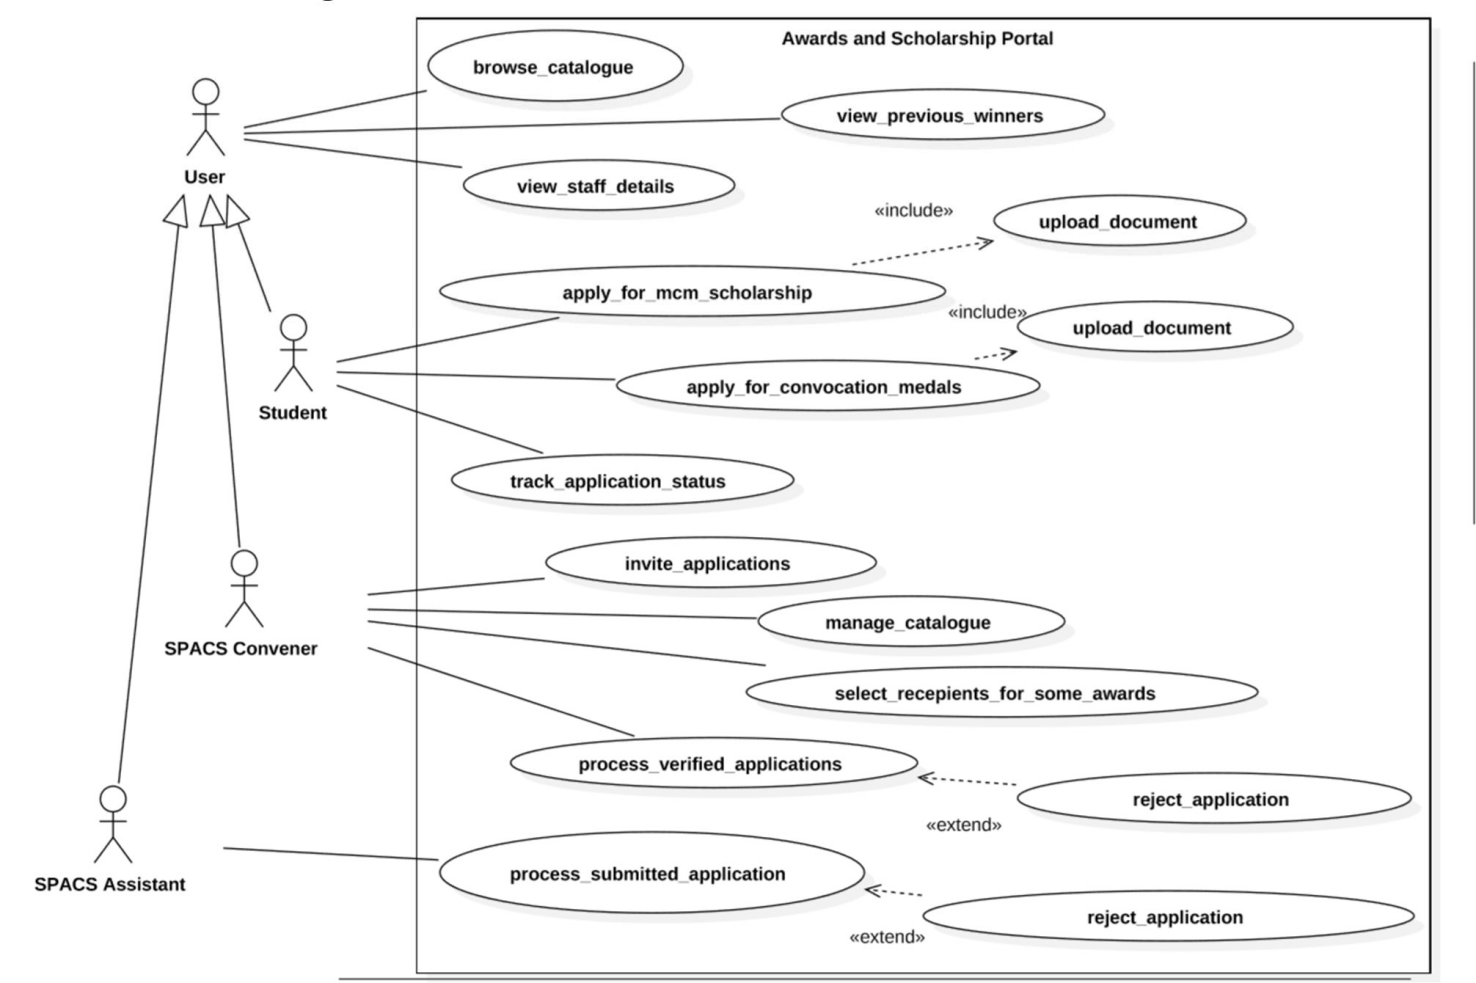 Awards and Scholarship Portal
browse_catalogue
view_previous_winners
User
view_staff_details
«include»
upload_document
apply_for_mcm_scholarship
«include»
upload_document
apply_for_convocation_medals
Student
track_application_status
invite_applications
manage_catalogue
SPACS Convener
select_recepients_for_some_awards
process_verified_applications
reject_application
«extend»
process_submitted_application
SPACS Assistant
reject_application
«extend»